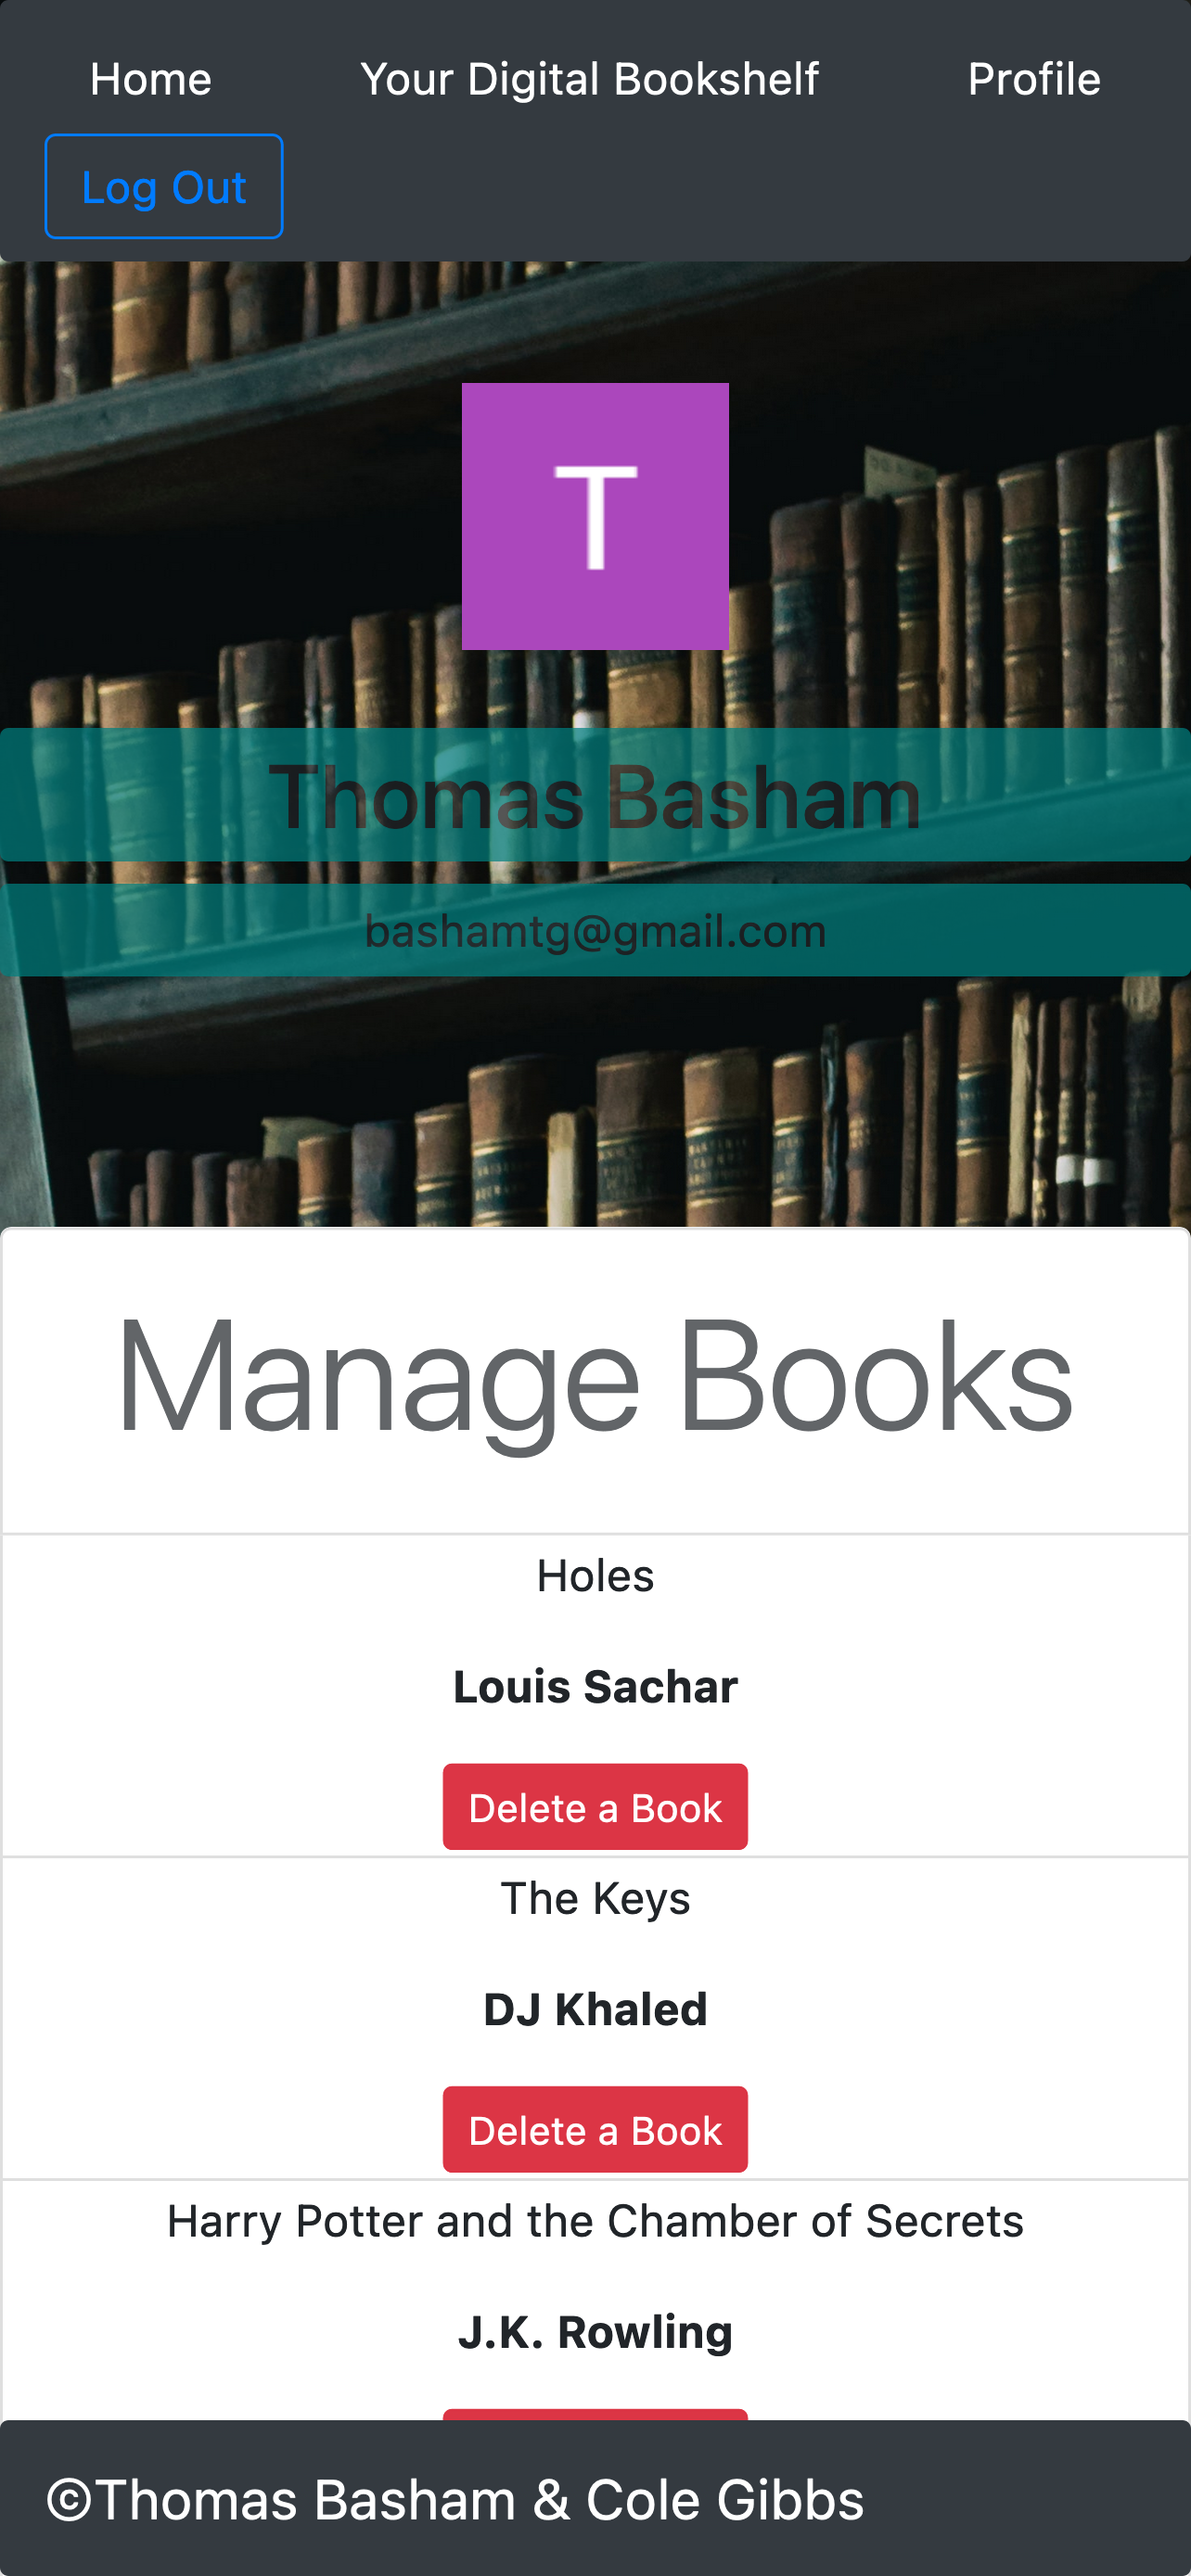 Home Your Digital Bookshelf Profile
Log Out
T
Thomas Basham
bashamtg@gmail.com
Manage Books
Holes
Louis Sachar
Delete a Book
The Keys
DJ Khaled
Delete a Book
Harry Potter and the Chamber of Secrets
J.K. Rowling
©Thomas Basham & Cole Gibbs